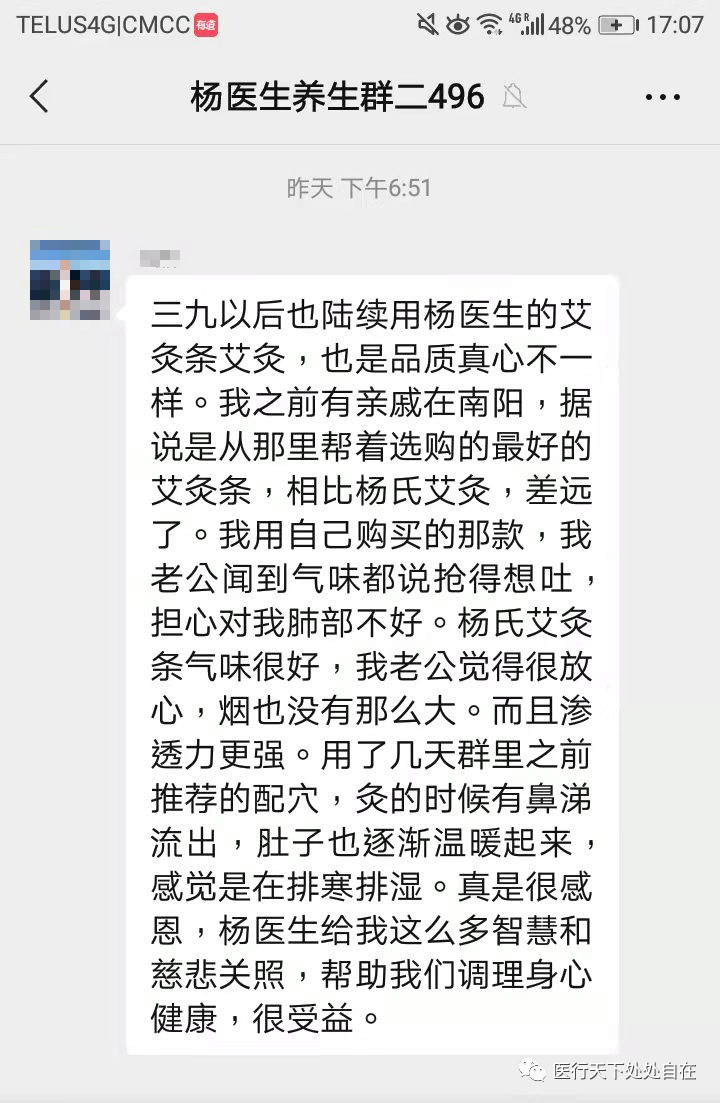 TELUS4G|CMCC 有道 4GR 48% 17:07
杨医生养生群二496
昨天 下午6:51
三九以后也陆续用杨医生的艾
灸条艾灸，也是品质真心不一
样。我之前有亲戚在南阳，据
说是从那里帮着选购的最好的
艾灸条，相比杨氏艾灸，差远
了。我用自己购买的那款，我
老公闻到气味都说抢得想吐，
担心对我肺部不好。杨氏艾灸
条气味很好，我老公觉得很放
心，烟也没有那么大。而且渗
透力更强。用了几天群里之前
推荐的配穴，灸的时候有鼻涕
流出，肚子也逐渐温暖起来，
感觉是在排寒排湿。真是很感
恩，杨医生给我这么多智慧和
慈悲关照，帮助我们调理身心
健康，很受益。
医行天下处处自在